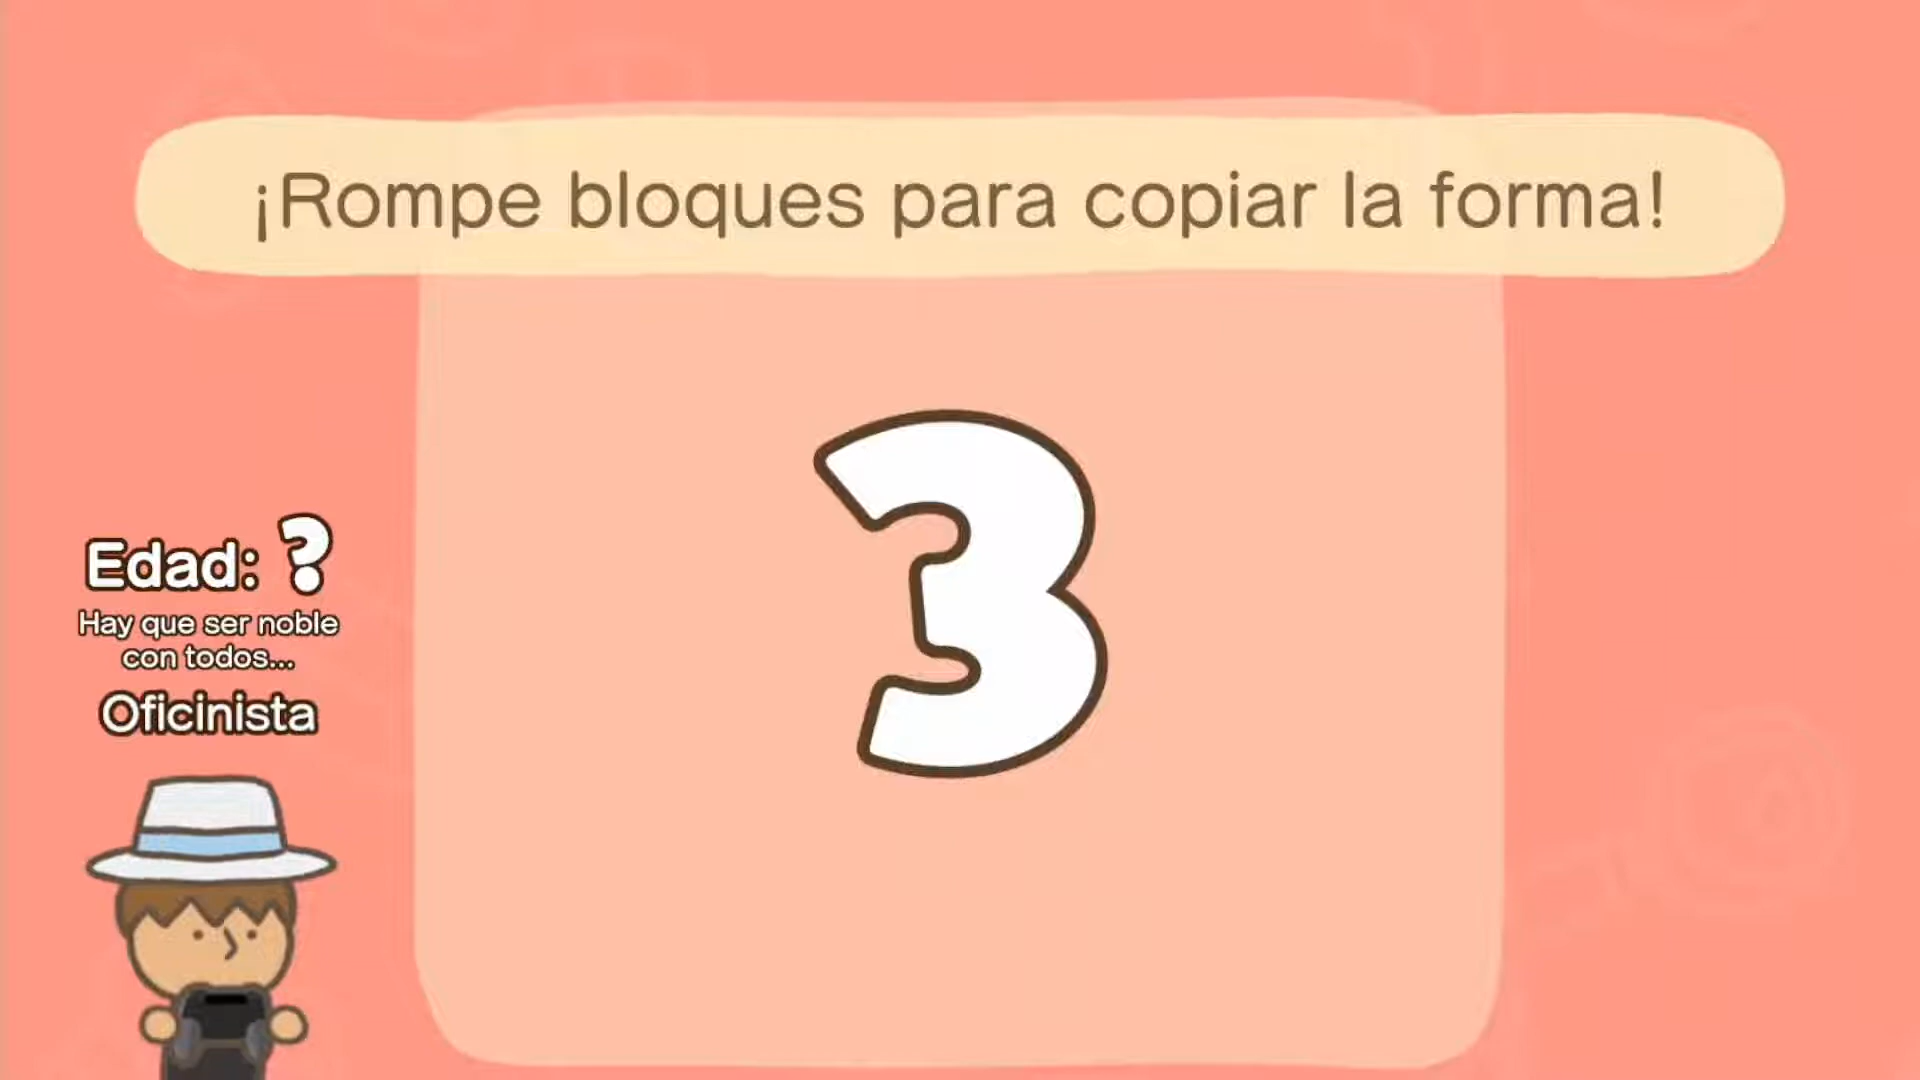 ¡Rompe bloques para copiar la forma!
3
Edad: ?
Hay que ser noble
con todos...
Oficinista